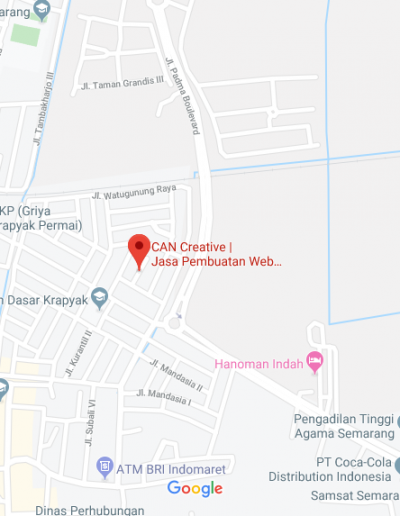 arang
Jl. Padma Boulevard
Jl. Taman Grandis III
Jl. Tambakharjo III
Jl. Watugunung Raya
KP (Griya
rapyak Permai)
CAN Creative |
Jasa Pembuatan Web...
n Dasar Krapyak
Jl. Kurantil II
Jl. Mandasia II
Hanoman Indah
Jl. Mandasia I
Jl. Subali VI
Pengadilan Tinggi
Agama Semarang
ATM BRI Indomaret
PT Coca-Cola
Distribution Indonesia
Google
Samsat Semara
Dinas Perhubungan